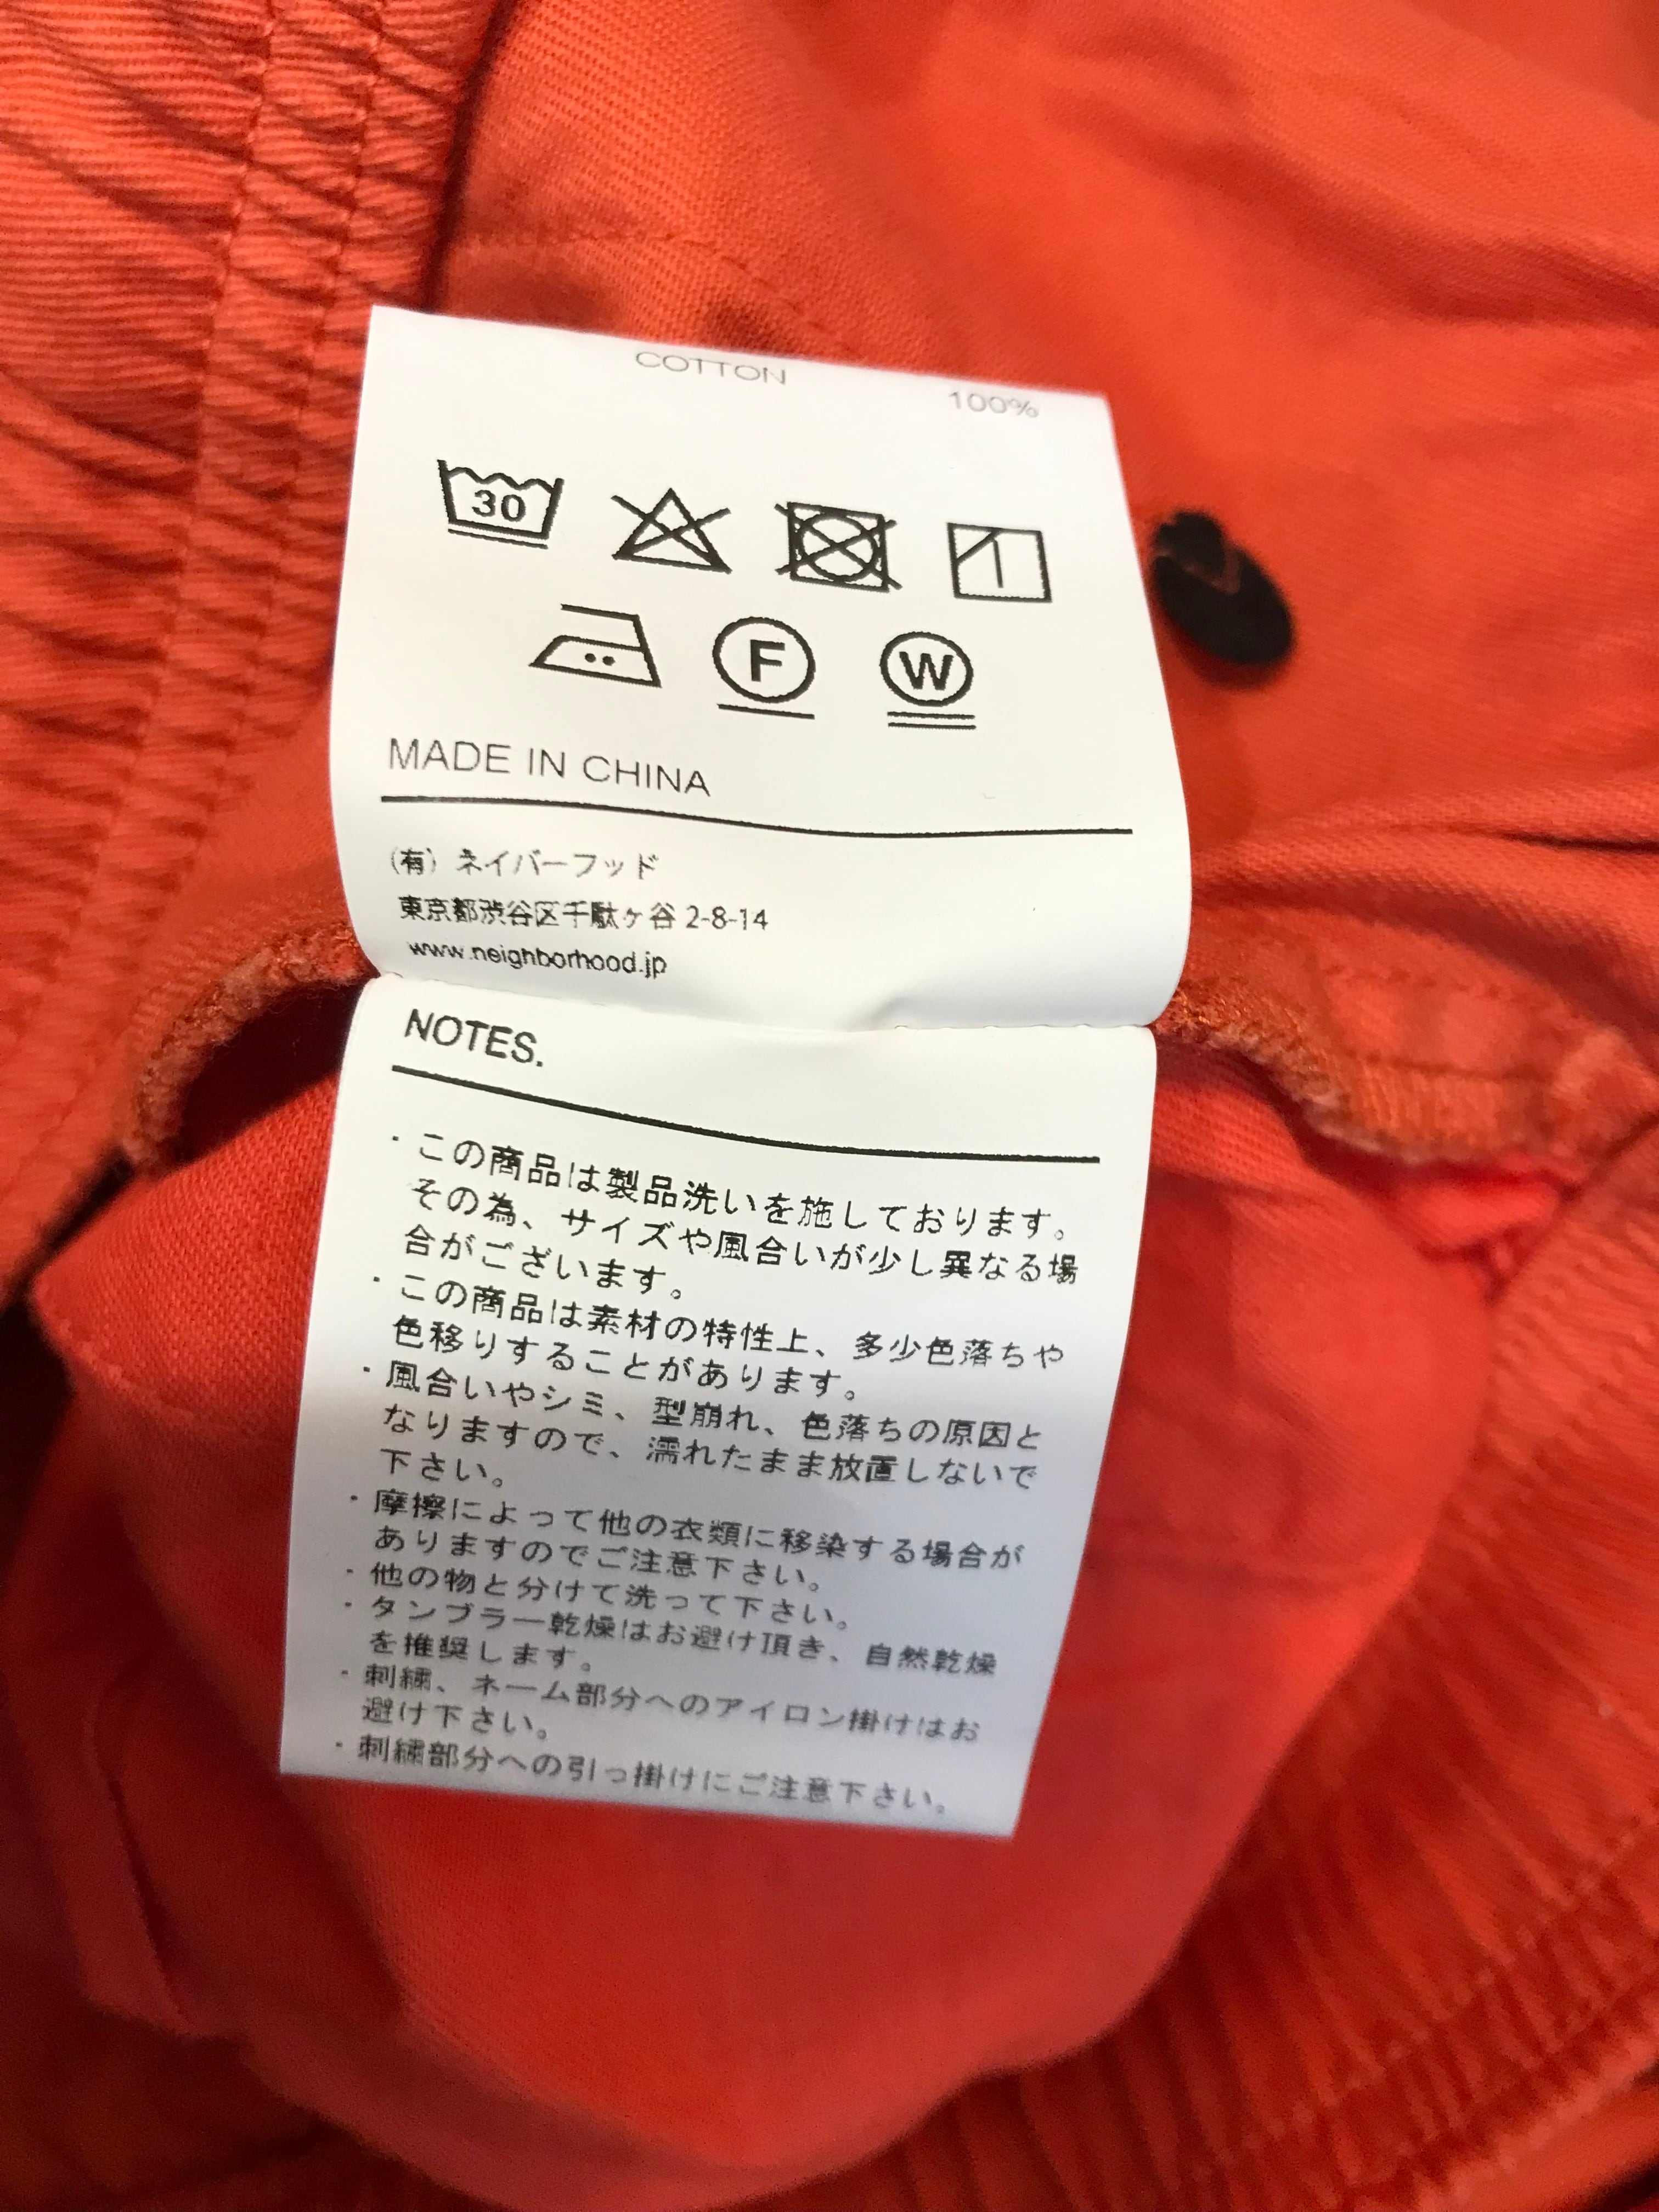 COTTON 100%
30
F W
MADE IN CHINA
(有) ネイバーフッド
東京都渋谷区千駄ヶ谷 2-8-14
www.neighborhood.jp
NOTES.
・この商品は製品洗いを施しております。
その為、サイズや風合いが少し異なる場
合がございます。
・この商品は素材の特性上、多少色落ちや
色移りすることがあります。
・風合いやシミ、型崩れ、色落ちの原因と
なりますので、濡れたまま放置しないで
下さい。
・摩擦によって他の衣類に移染する場合が
ありますのでご注意下さい。
・他の物と分けて洗って下さい。
・タンブラー乾燥はお避け頂き、自然乾燥
を推奨します。
・刺繍、ネーム部分へのアイロン掛けはお
避け下さい。
・刺繍部分への引っ掛けにご注意下さい。